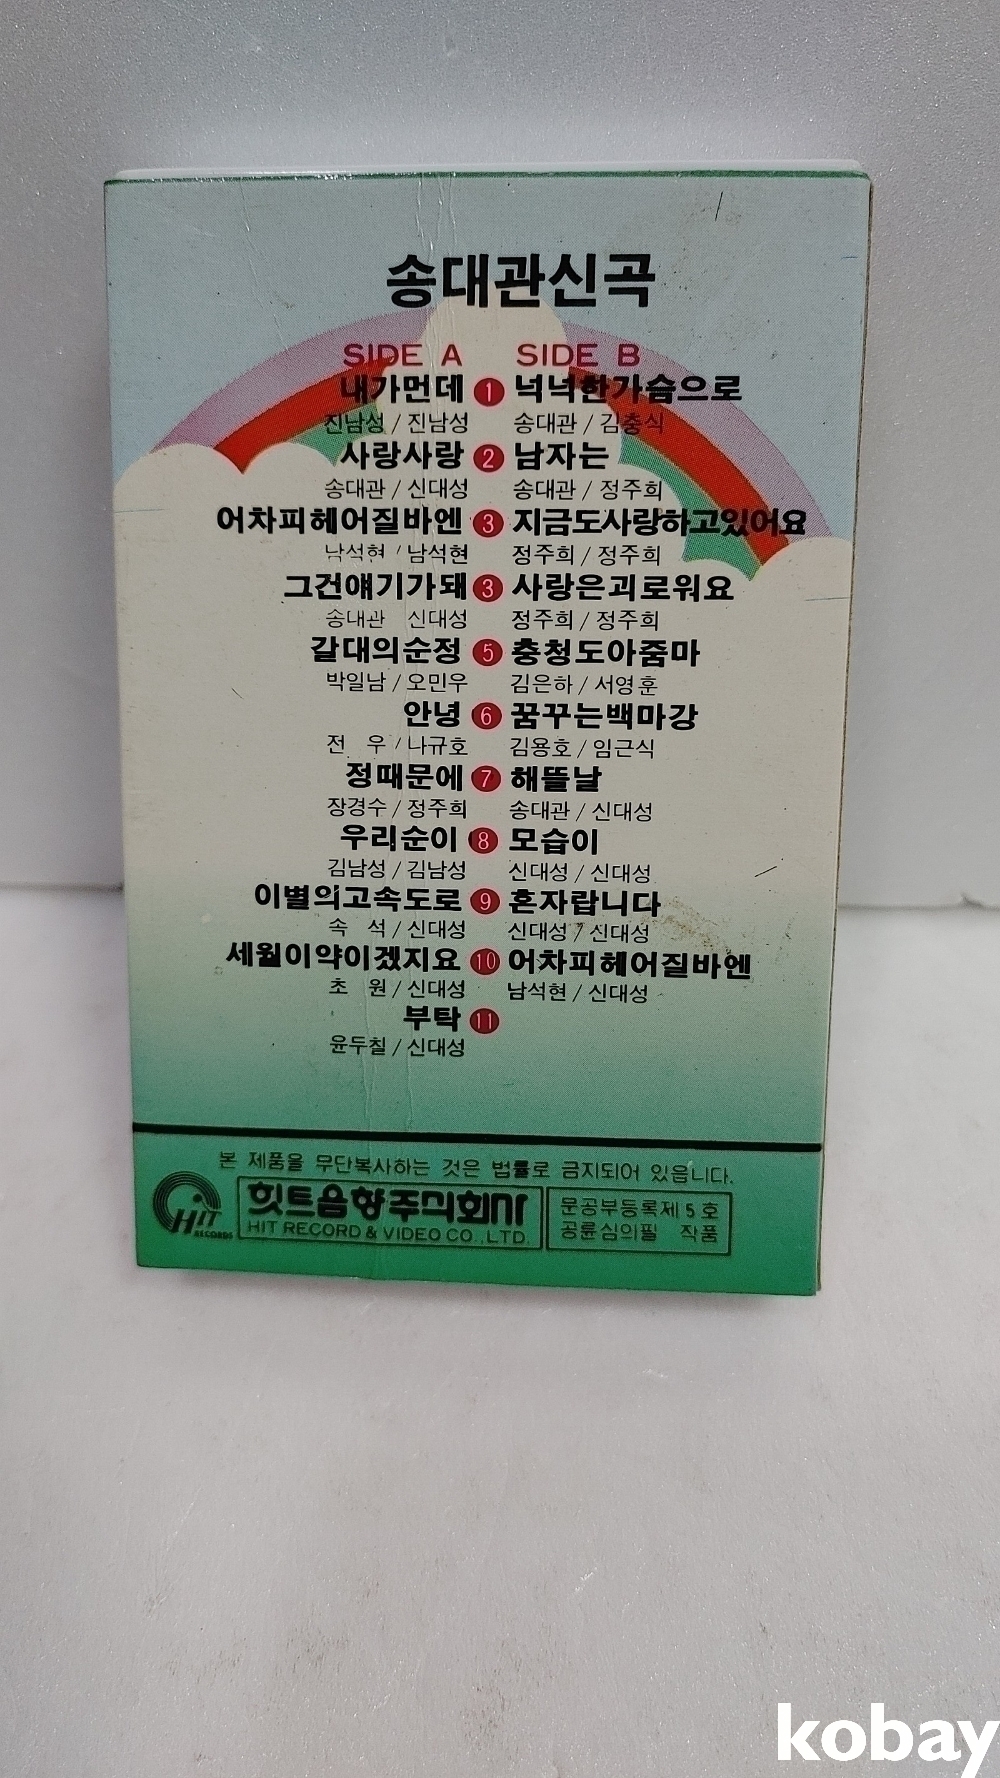 송대관신곡
SIDE A SIDE B
내가먼데 1 넉넉한가슴으로
진남성 / 진남성 송대관 / 김충식
사랑사랑 2 남자는
송대관 / 신대성 송대관 / 정주희
어차피헤어질바엔 3 지금도사랑하고있어요
남석현 / 남석현 정주희 / 정주희
그건얘기가돼 3 사랑은괴로워요
송대관 신대성 정주희 / 정주희
갈대의순정 5 충청도아줌마
박일남 / 오민우 김은하 / 서영훈
안녕 6 꿈꾸는백마강
전 우 / 나규호 김용호 / 임근식
정때문에 7 해뜰날
장경수 / 정주희 송대관 / 신대성
우리순이 8 모습이
김남성 / 김남성 신대성 / 신대성
이별의고속도로 9 혼자랍니다
속 석 / 신대성 신대성 / 신대성
세월이약이겠지요 10 어차피헤어질바엔
초 원 / 신대성 남석현 / 신대성
부탁 11
윤두칠 / 신대성
본 제품을 무단복사하는 것은 법률로 금지되어 있읍니다.
HIT RECORDS
힛트음향주식회사
HIT RECORD & VIDEO CO.,LTD.
문공부등록제 5 호
공륜심의필 작품
kobay